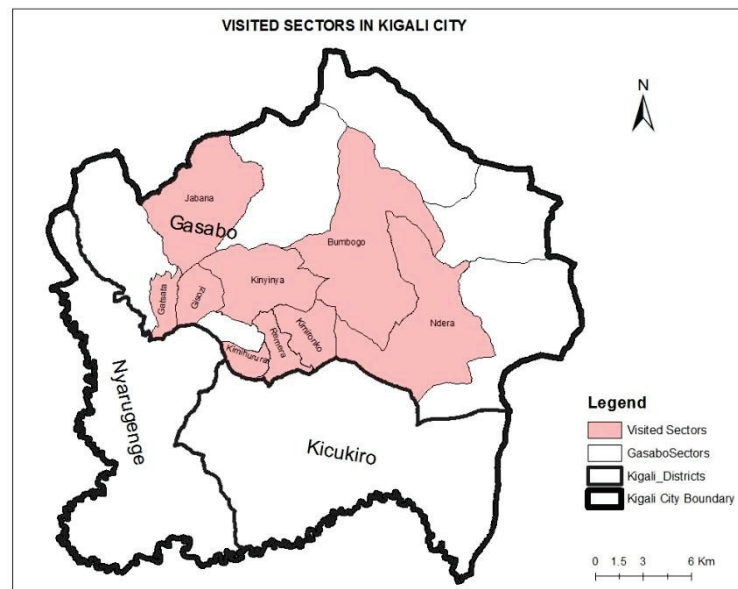 VISITED SECTORS IN KIGALI CITY
N
Jabana
Gasabo
Bumbogo
Kinyinya
Gatsata
Gisozi
Ndera
Kimironko
Remera
Kimihurura
Nyarugenge
Kicukiro
Legend
Visited Sectors
GasaboSectors
Kigali_Districts
Kigali City Boundary
0 1.5 3 6 Km